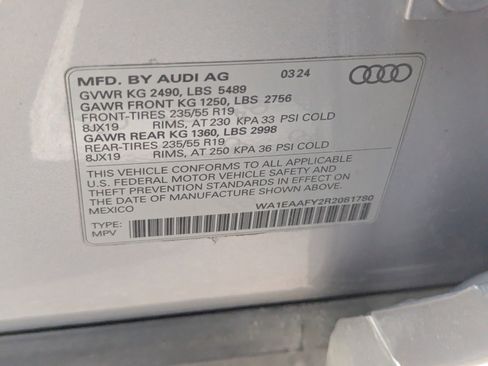 MFD. BY AUDI AG 03⁠24
GVWR KG 2490, LBS 5489
GAWR FRONT KG 1250, LBS 2756
FRONT-TIRES 235/55 R19
8JX19 RIMS, AT 230 KPA 33 PSI COLD
GAWR REAR KG 1360, LBS 2998
REAR-TIRES 235/55 R19
8JX19 RIMS, AT 250 KPA 36 PSI COLD
THIS VEHICLE CONFORMS TO ALL APPLICABLE
U.S. FEDERAL MOTOR VEHICLE SAFETY AND
THEFT PREVENTION STANDARDS IN EFFECT ON
THE DATE OF MANUFACTURE SHOWN ABOVE.
MEXICO
WA1EAAFY2R2081780
TYPE:
MPV